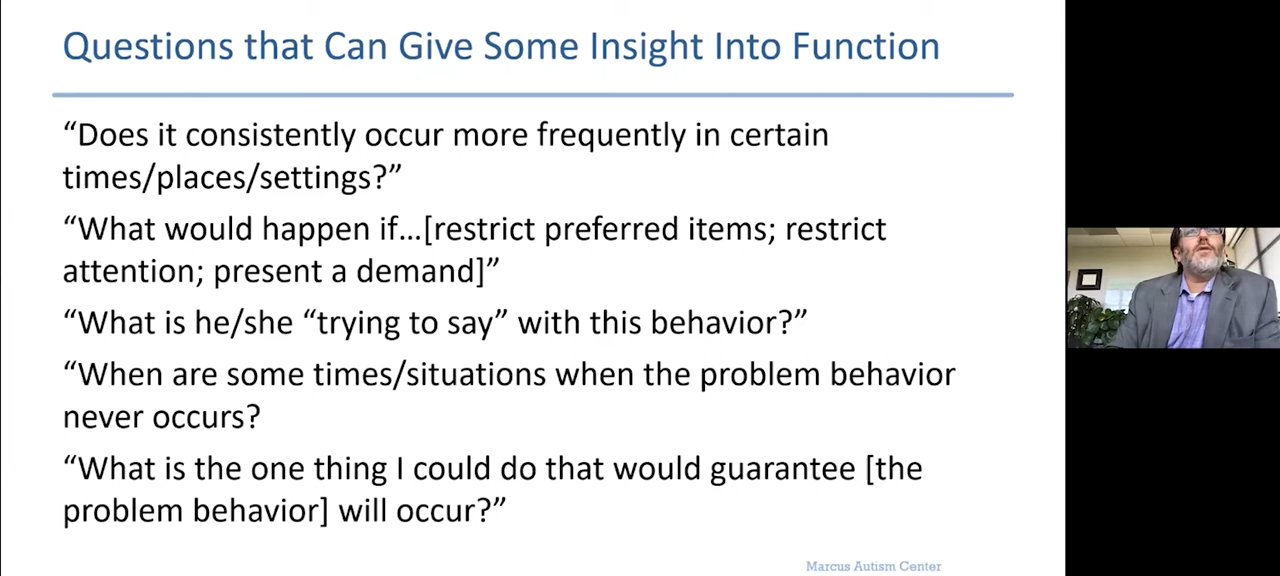 Questions that Can Give Some Insight Into Function
“Does it consistently occur more frequently in certain
times/places/settings?”
“What would happen if...[restrict preferred items; restrict
attention; present a demand]”
“What is he/she “trying to say” with this behavior?”
“When are some times/situations when the problem behavior
never occurs?
“What is the one thing I could do that would guarantee [the
problem behavior] will occur?”
Marcus Autism Center